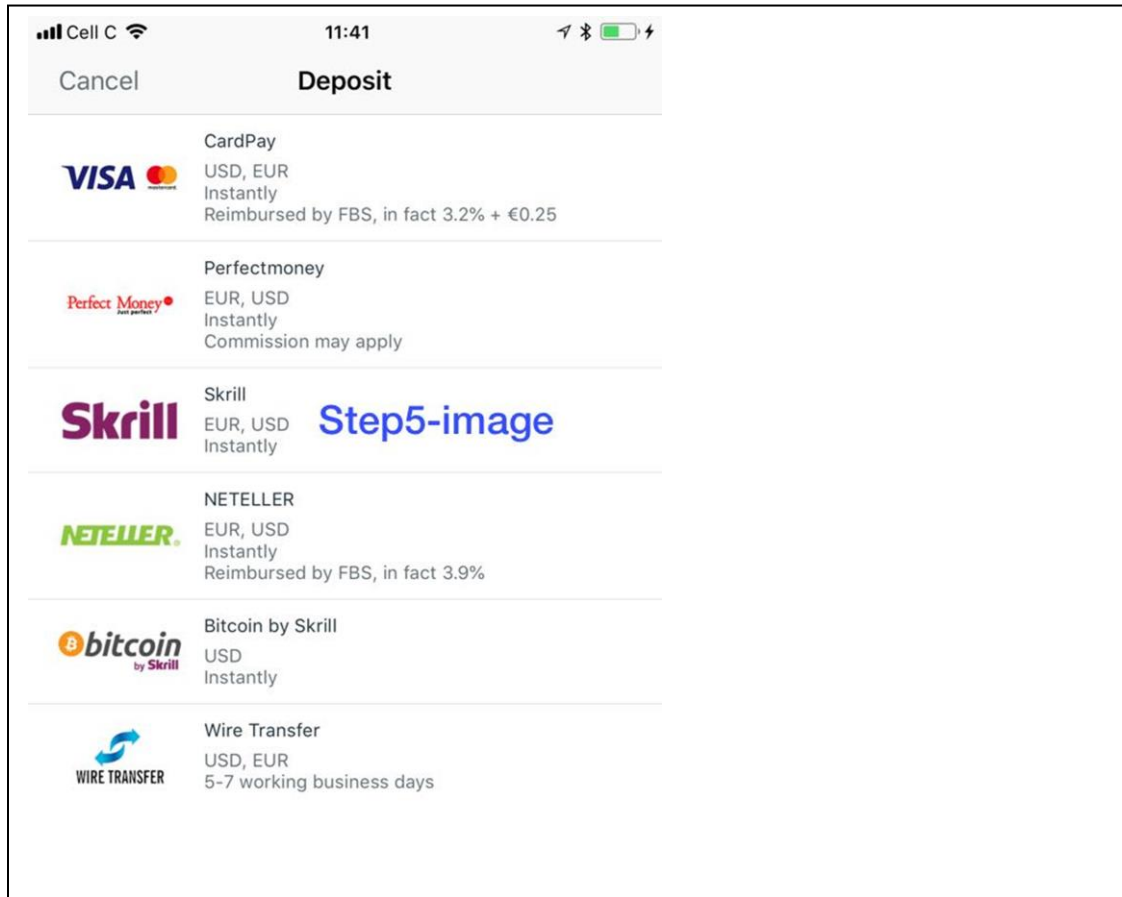 Cell C 11:41
Cancel Deposit
CardPay
VISA mastercard
USD, EUR
Instantly
Reimbursed by FBS, in fact 3.2% + €0.25
Perfectmoney
Perfect Money
Just perfect
EUR, USD
Instantly
Commission may apply
Skrill
Skrill
EUR, USD
Instantly
Step5-image
NETELLER
NETELLER.
EUR, USD
Instantly
Reimbursed by FBS, in fact 3.9%
Bitcoin by Skrill
bitcoin
by Skrill
USD
Instantly
Wire Transfer
WIRE TRANSFER
USD, EUR
5-7 working business days